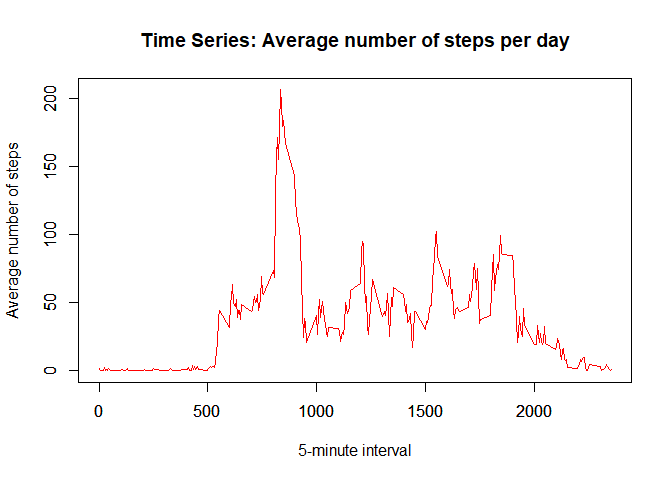 Time Series: Average number of steps per day
Average number of steps
200
150
100
50
0
0 500 1000 1500 2000
5-minute interval